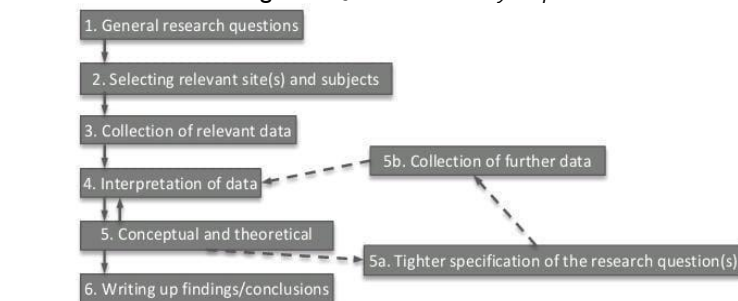 1. General research questions
2. Selecting relevant site(s) and subjects
3. Collection of relevant data
5b. Collection of further data
4. Interpretation of data
5. Conceptual and theoretical
5a. Tighter specification of the research question(s)
6. Writing up findings/conclusions